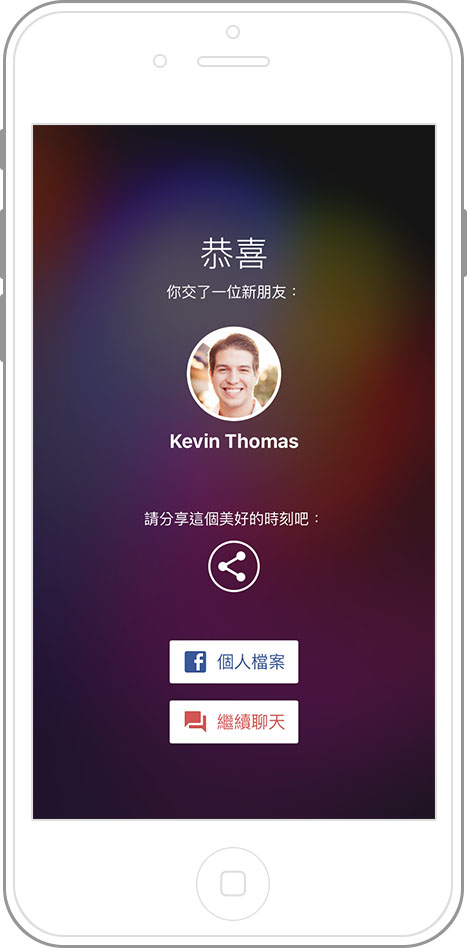 恭喜
你交了一位新朋友：
Kevin Thomas
請分享這個美好的時刻吧：
個人檔案
繼續聊天